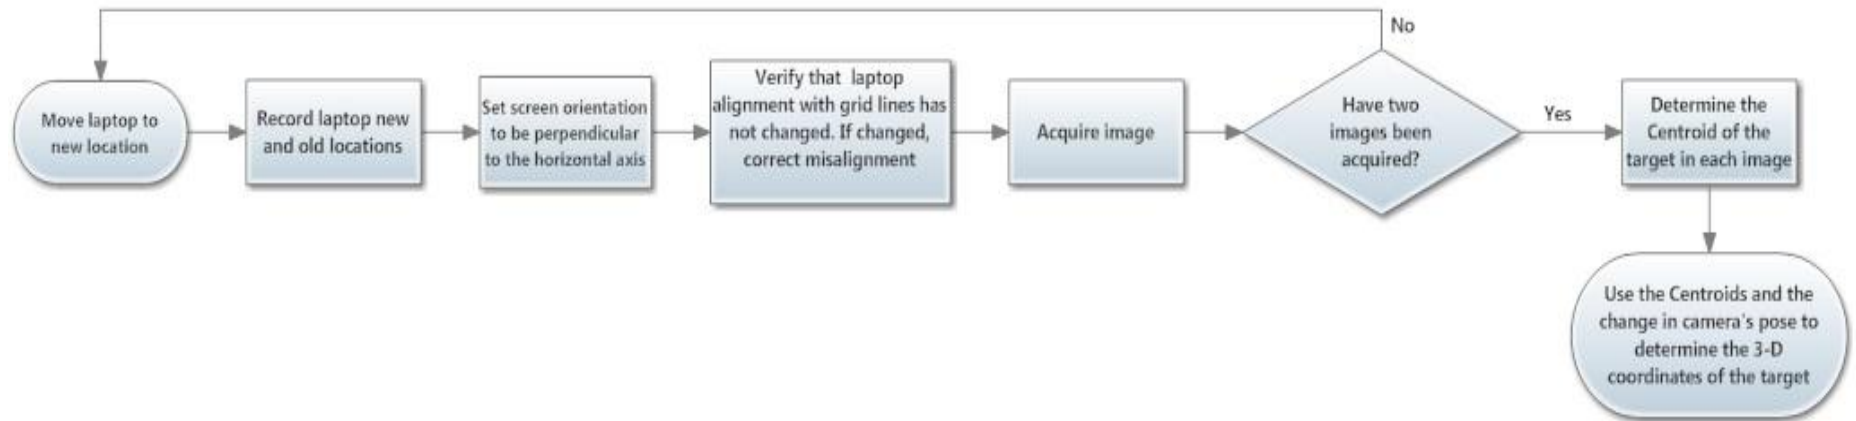 Move laptop to
new location
Record laptop new
and old locations
Set screen orientation
to be perpendicular
to the horizontal axis
Verify that laptop
alignment with grid lines has
not changed. If changed,
correct misalignment
Acquire image
Have two
images been
acquired?
No
Yes
Determine the
Centroid of the
target in each image
Use the Centroids and the
change in camera's pose to
determine the 3-D
coordinates of the target